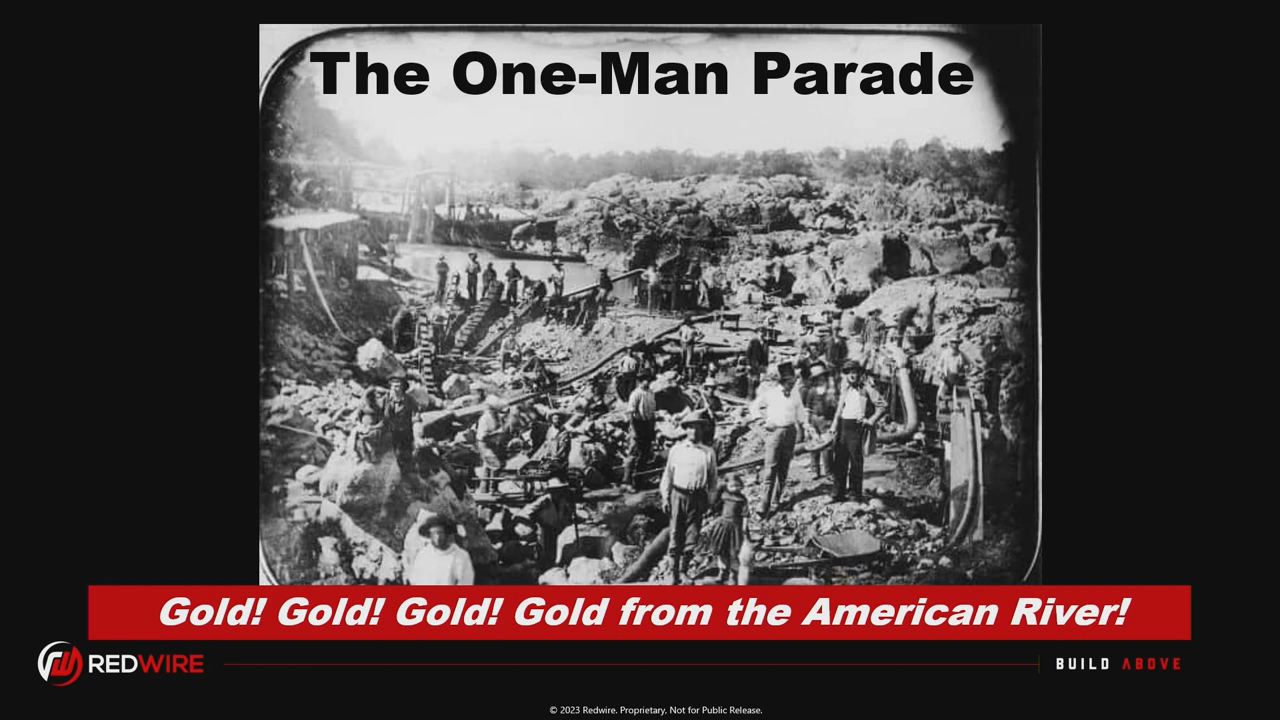 The One-Man Parade
Gold! Gold! Gold! Gold from the American River!
REDWIRE
BUILD ABOVE
© 2023 Redwire. Proprietary, Not for Public Release.